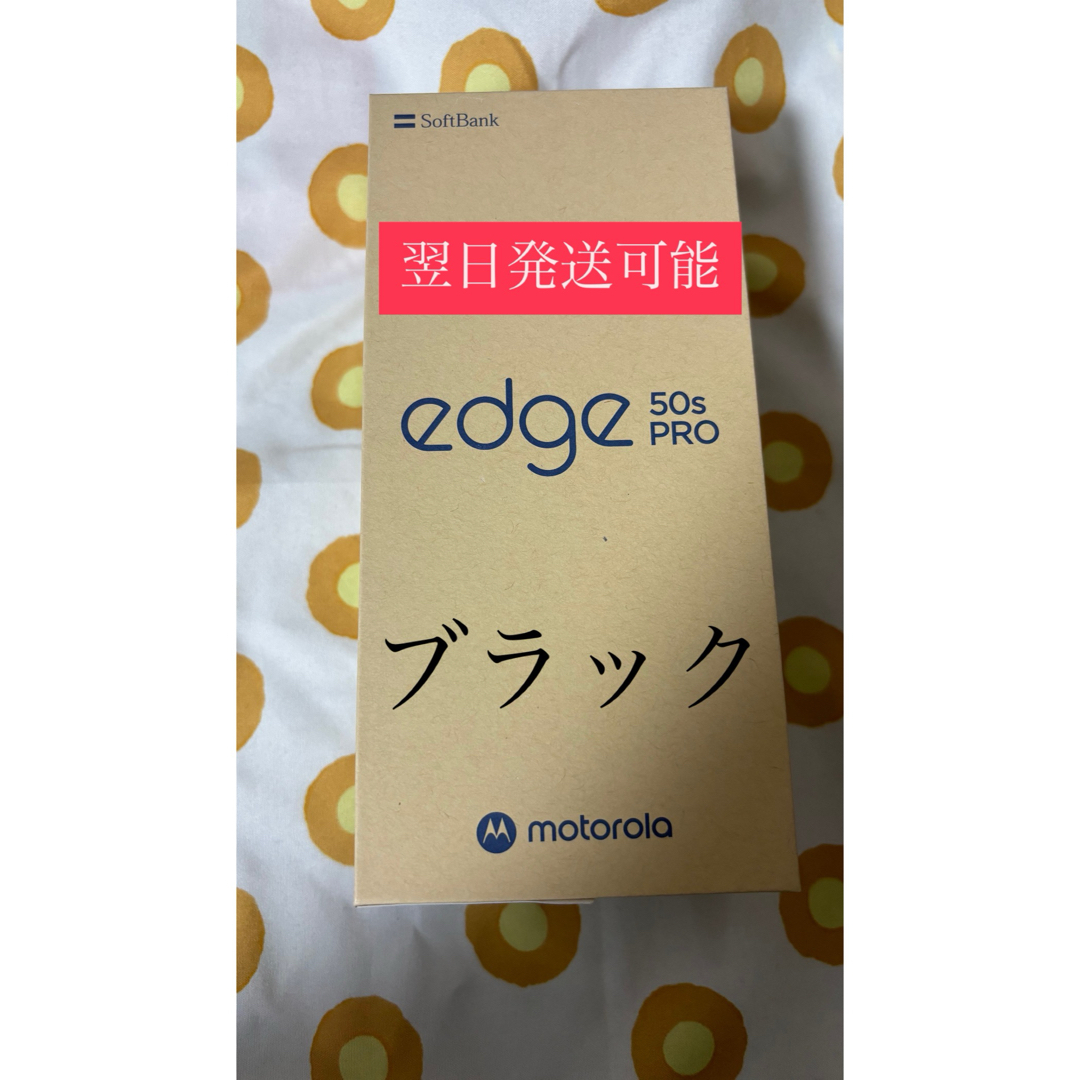 SoftBank
翌日発送可能
edge 50s
PRO
ブラック
motorola